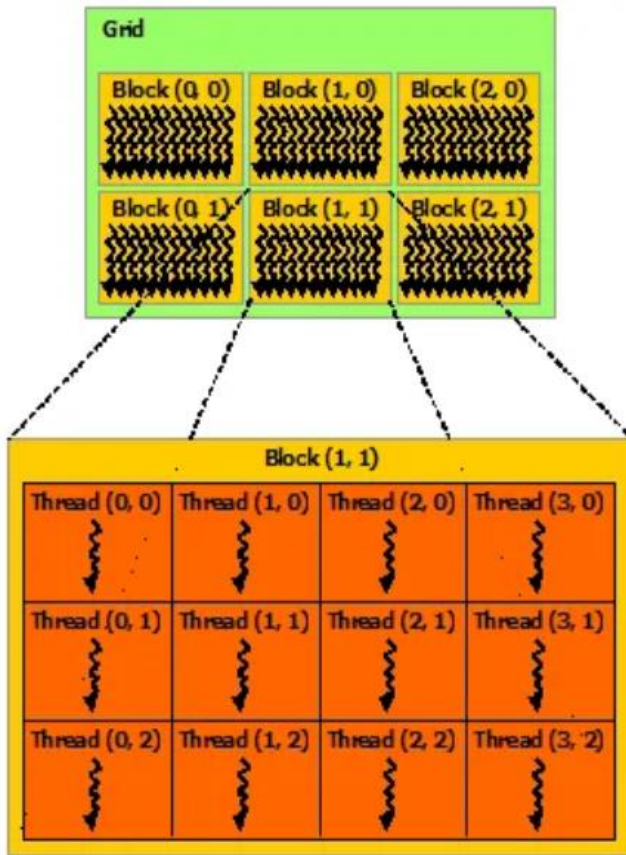 Grid
Block (0, 0) Block (1, 0) Block (2, 0)
Block (0, 1) Block (1, 1) Block (2, 1)
Block (1, 1)
Thread (0, 0) Thread (1, 0) Thread (2, 0) Thread (3, 0)
Thread (0, 1) Thread (1, 1) Thread (2, 1) Thread (3, 1)
Thread (0, 2) Thread (1, 2) Thread (2, 2) Thread (3, 2)